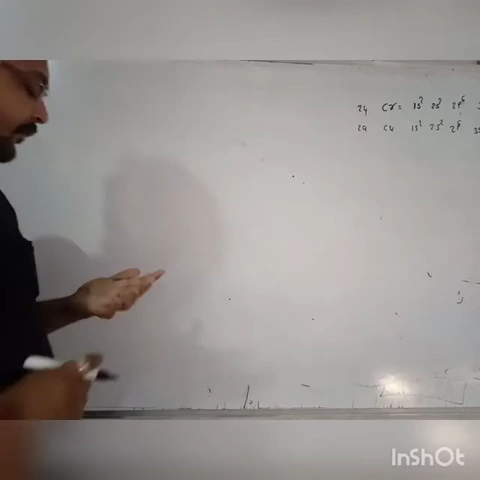 24 Cr = 1s² 2s² 2p⁶
29 Cu 1s² 2s² 2p⁶
InShOt